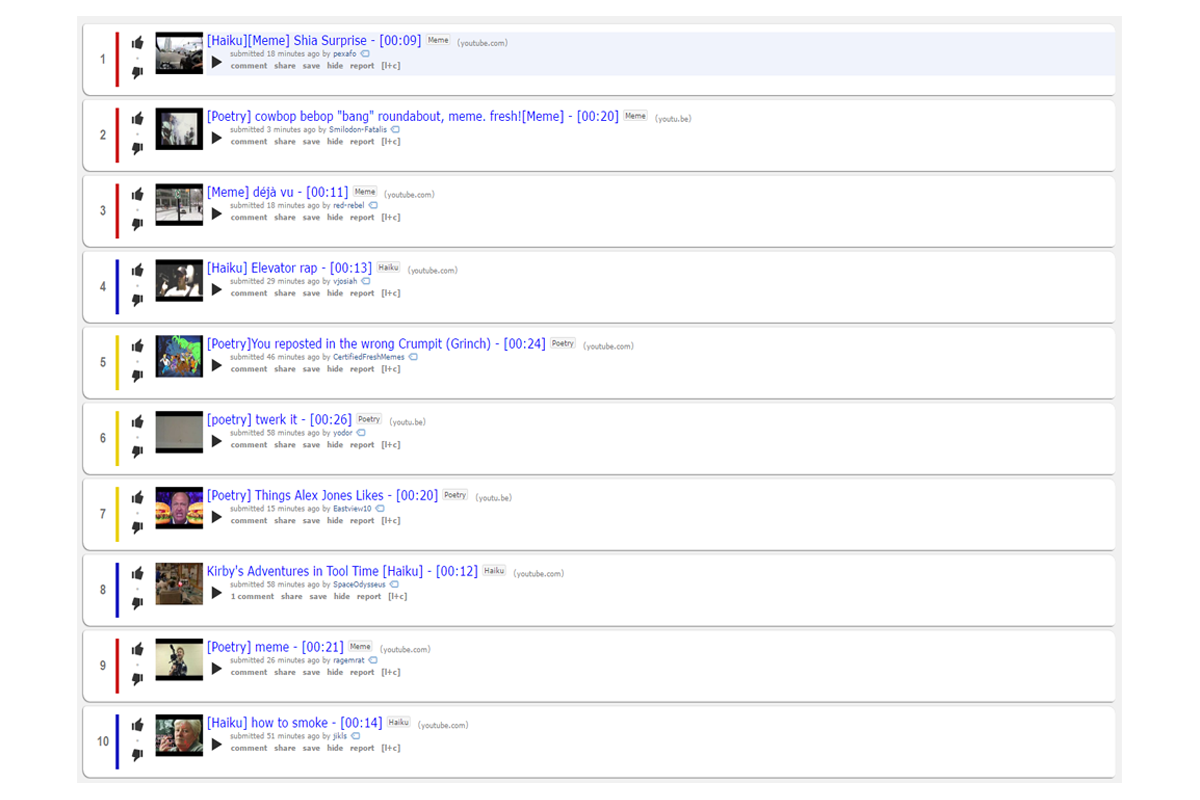 1
[Haiku][Meme] Shia Surprise - [00:09] Meme (youtube.com)
submitted 18 minutes ago by pexafo
comment share save hide report [l+c]
2
[Poetry] cowbop bebop "bang" roundabout, meme. fresh![Meme] - [00:20] Meme (youtu.be)
submitted 3 minutes ago by Smilodon-Fatalis
comment share save hide report [l+c]
3
[Meme] déjà vu - [00:11] Meme (youtube.com)
submitted 18 minutes ago by red-rebel
comment share save hide report [l+c]
4
[Haiku] Elevator rap - [00:13] Haiku (youtube.com)
submitted 29 minutes ago by vjosiah
comment share save hide report [l+c]
5
[Poetry]You reposted in the wrong Crumpit (Grinch) - [00:24] Poetry (youtube.com)
submitted 46 minutes ago by CertifiedFreshMemes
comment share save hide report [l+c]
6
[poetry] twerk it - [00:26] Poetry (youtu.be)
submitted 58 minutes ago by yodor
comment share save hide report [l+c]
7
[Poetry] Things Alex Jones Likes - [00:20] Poetry (youtu.be)
submitted 15 minutes ago by Eastview10
comment share save hide report [l+c]
8
Kirby's Adventures in Tool Time [Haiku] - [00:12] Haiku (youtube.com)
submitted 58 minutes ago by SpaceOdysseus
1 comment share save hide report [l+c]
9
[Poetry] meme - [00:21] Meme (youtube.com)
submitted 26 minutes ago by ragemrat
comment share save hide report [l+c]
10
[Haiku] how to smoke - [00:14] Haiku (youtube.com)
submitted 51 minutes ago by jikls
comment share save hide report [l+c]